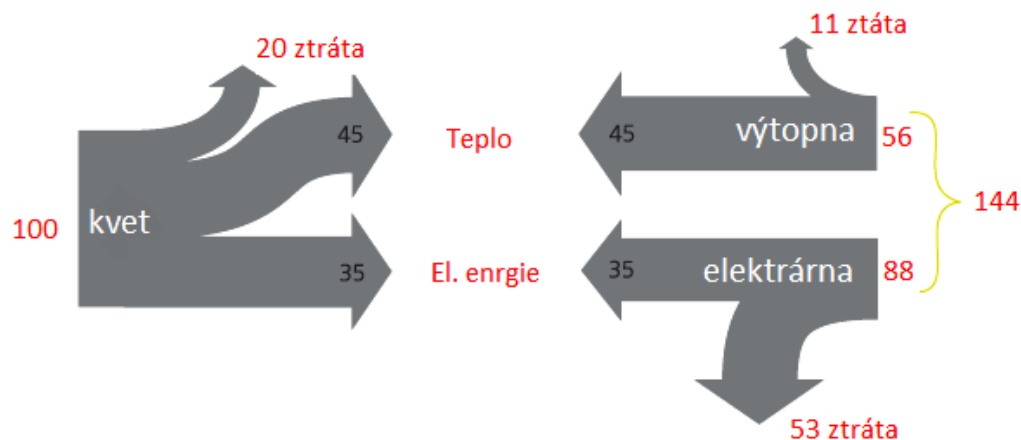 11 ztáta
20 ztráta
45
Teplo
45
výtopna
56
144
100
kvet
35
El. enrgie
35
elektrárna
88
53 ztráta